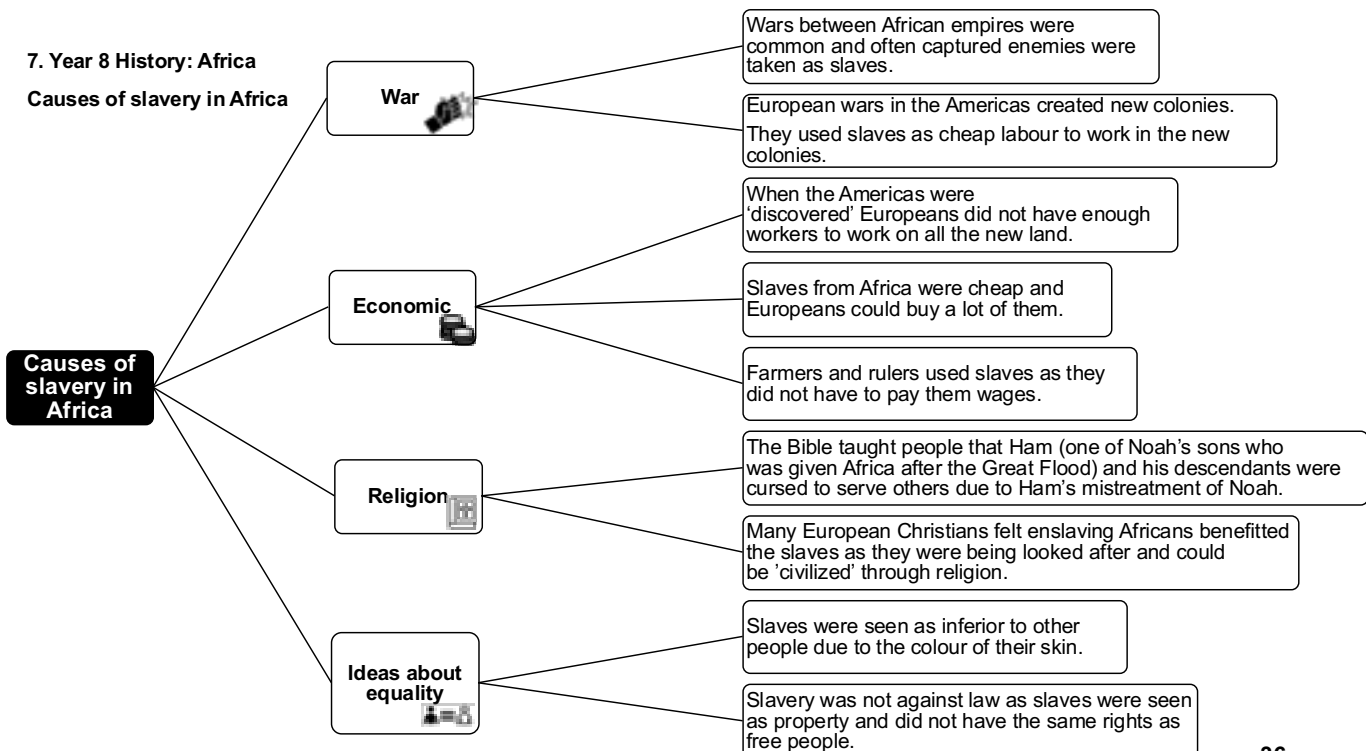 7. Year 8 History: Africa
Causes of slavery in Africa
Causes of
slavery in
Africa
War
Wars between African empires were
common and often captured enemies were
taken as slaves.
European wars in the Americas created new colonies.
They used slaves as cheap labour to work in the new
colonies.
Economic
When the Americas were
‘discovered’ Europeans did not have enough
workers to work on all the new land.
Slaves from Africa were cheap and
Europeans could buy a lot of them.
Farmers and rulers used slaves as they
did not have to pay them wages.
Religion
The Bible taught people that Ham (one of Noah’s sons who
was given Africa after the Great Flood) and his descendants were
cursed to serve others due to Ham’s mistreatment of Noah.
Many European Christians felt enslaving Africans benefitted
the slaves as they were being looked after and could
be ’civilized’ through religion.
Ideas about
equality
Slaves were seen as inferior to other
people due to the colour of their skin.
Slavery was not against law as slaves were seen
as property and did not have the same rights as
free people.